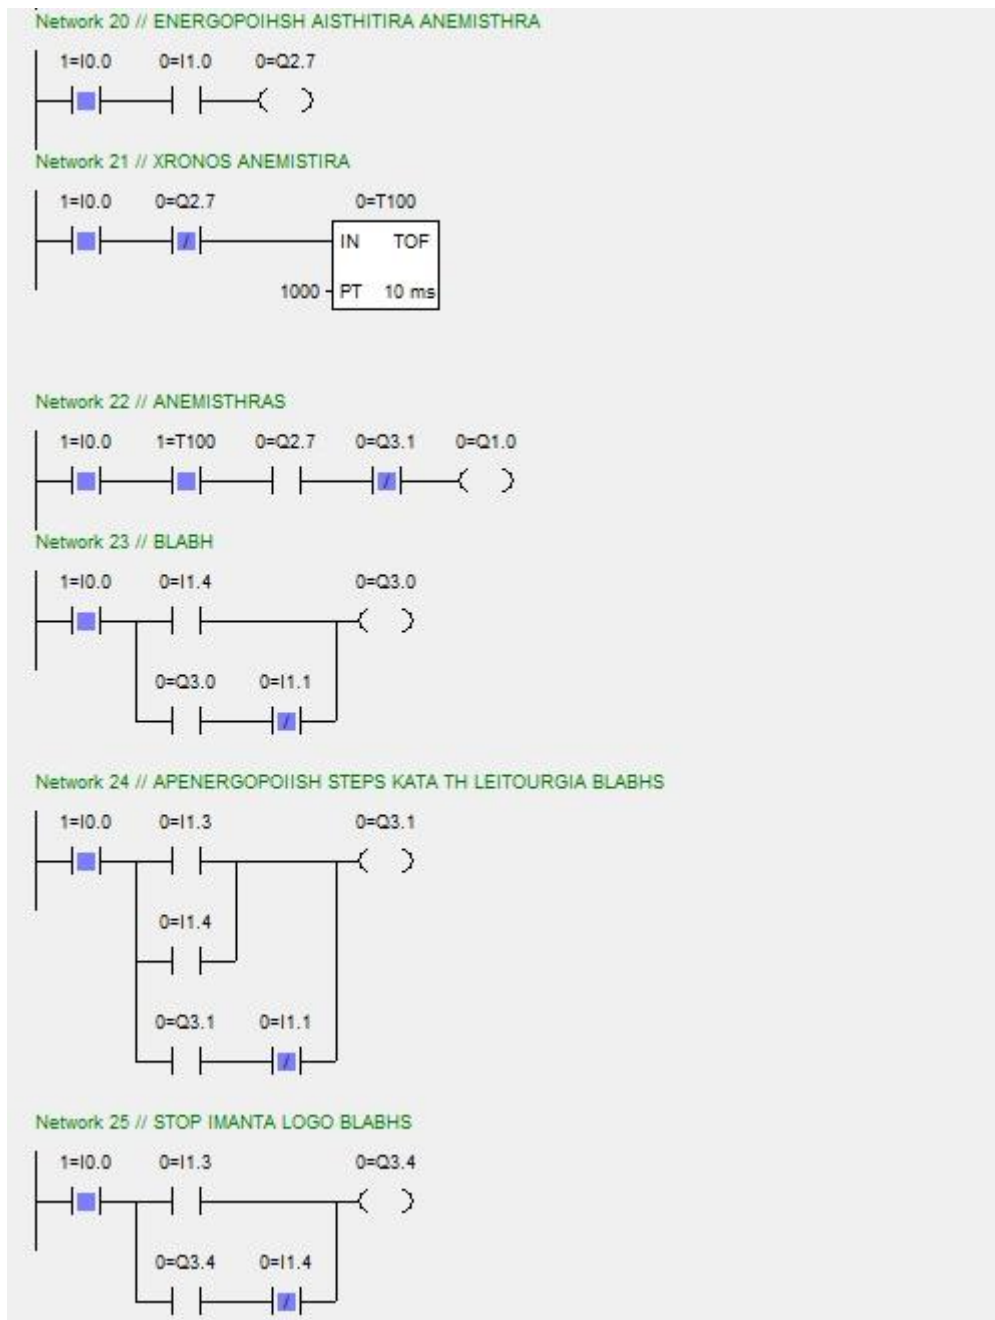 Network 20 // ENERGOPOIHSH AISTHITIRA ANEMISTHRA
1=I0.0 0=I1.0 0=Q2.7
Network 21 // XRONOS ANEMISTIRA
1=I0.0 0=Q2.7 0=T100
IN TOF
1000 PT 10 ms
Network 22 // ANEMISTHRAS
1=I0.0 1=T100 0=Q2.7 0=Q3.1 0=Q1.0
Network 23 // BLABH
1=I0.0 0=I1.4 0=Q3.0
0=Q3.0 0=I1.1
Network 24 // APENERGOPOIISH STEPS KATA TH LEITOURGIA BLABHS
1=I0.0 0=I1.3 0=Q3.1
0=I1.4
0=Q3.1 0=I1.1
Network 25 // STOP IMANTA LOGO BLABHS
1=I0.0 0=I1.3 0=Q3.4
0=Q3.4 0=I1.4